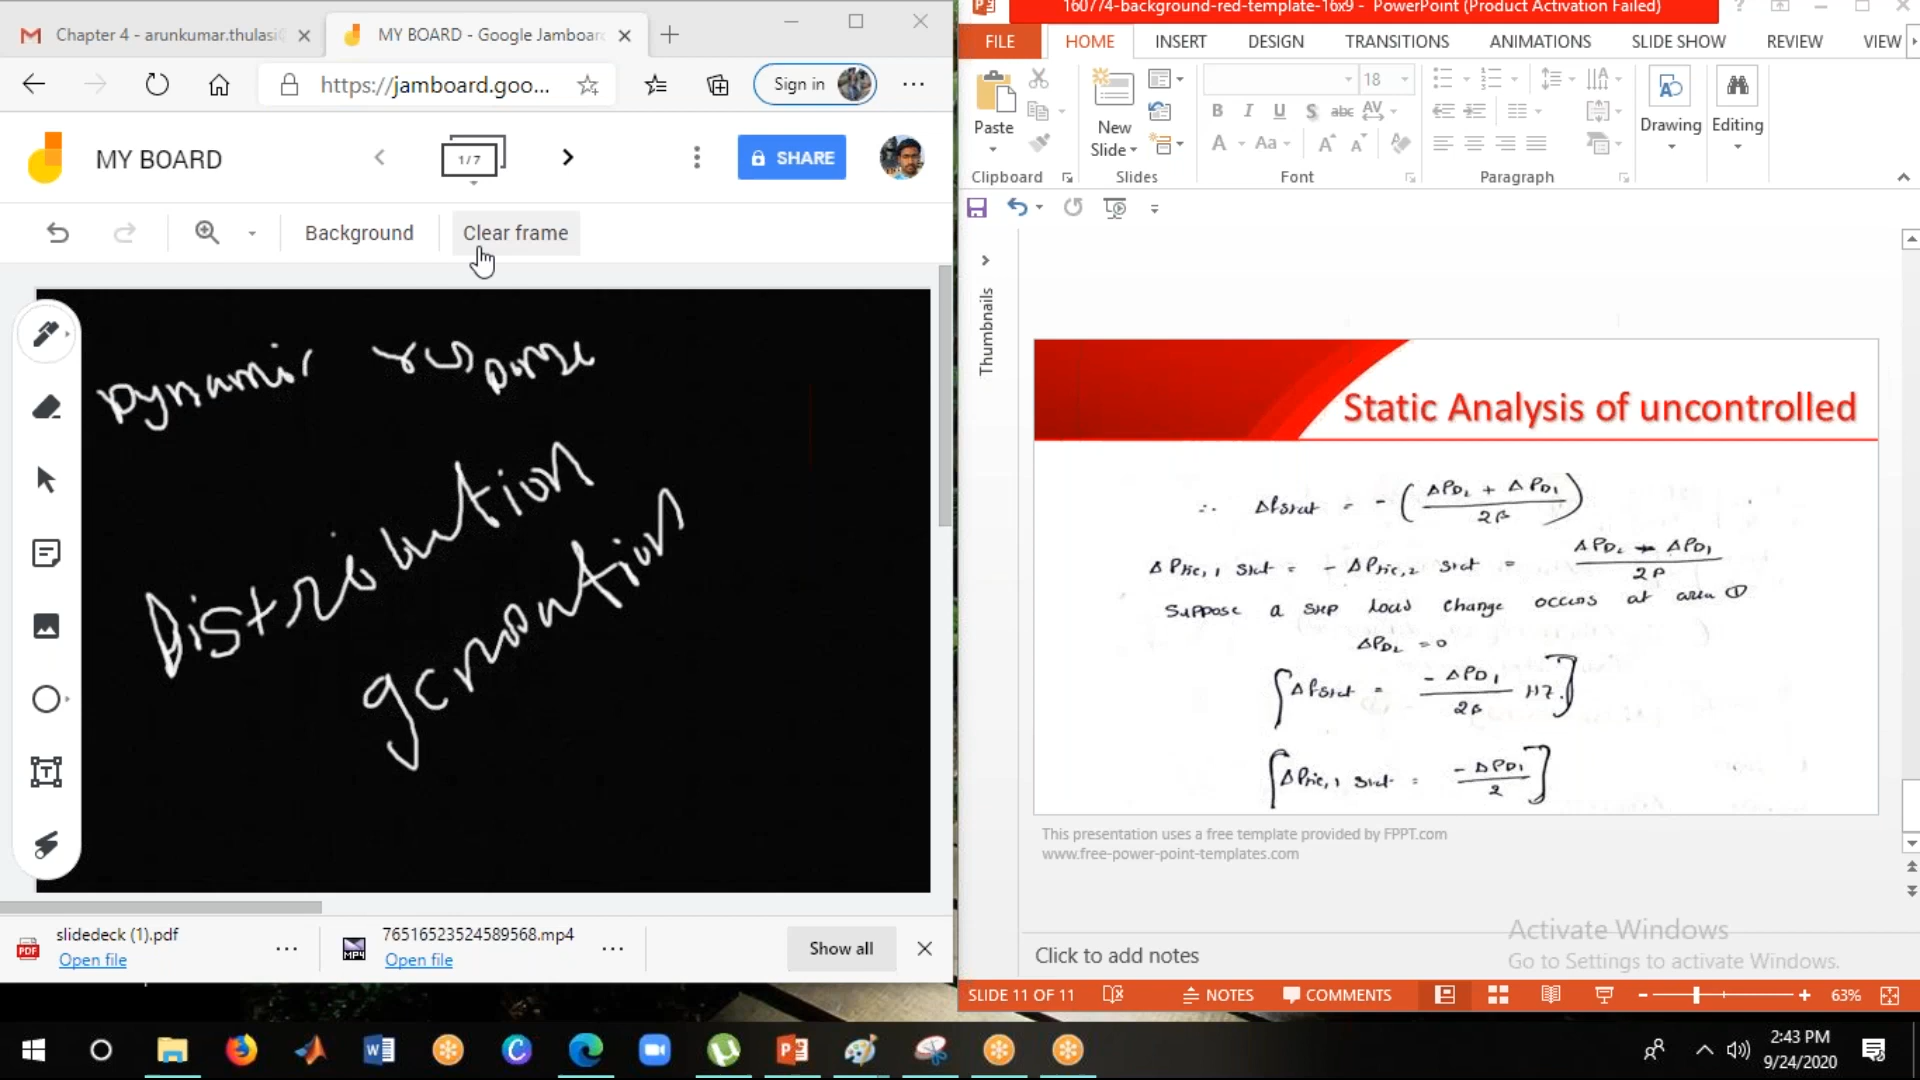 Chapter 4 - arunkumar.thulasi@
MY BOARD - Google Jamboard
https://jamboard.goo...
Sign in
MY BOARD
1/7
SHARE
Background
Clear frame
Dynamic response
Distribution
generation
PDF
slidedeck (1).pdf
Open file
MP4
76516523524589568.mp4
Open file
Show all
160774-background-red-template-16x9 - PowerPoint (Product Activation Failed)
FILE
HOME
INSERT
DESIGN
TRANSITIONS
ANIMATIONS
SLIDE SHOW
REVIEW
VIEW
Paste
New
Slide
18
B I U S abc AV
A Aa A A
Drawing
Editing
Clipboard
Slides
Font
Paragraph
Thumbnails
Static Analysis of uncontrolled
∴ Δfstat = - (ΔPD2 + ΔPD1 / 2β)
ΔPtie,1 stat = - ΔPtie,2 stat = ΔPD2 - ΔPD1 / 2β
Suppose a step load change occurs at area ①
ΔPD2 = 0
[Δfstat = - ΔPD1 / 2β Hz.]
[ΔPtie,1 stat = - ΔPD1 / 2]
This presentation uses a free template provided by FPPT.com
www.free-power-point-templates.com
Activate Windows
Go to Settings to activate Windows.
Click to add notes
SLIDE 11 OF 11
NOTES
COMMENTS
63%
2:43 PM
9/24/2020